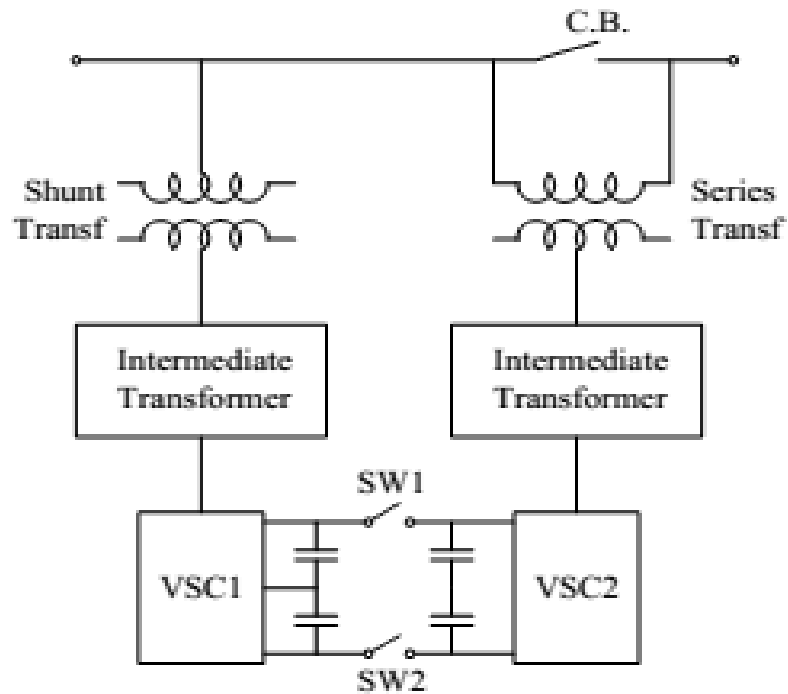 C.B.
Shunt
Transf
Series
Transf
Intermediate
Transformer
Intermediate
Transformer
SW1
VSC1
VSC2
SW2